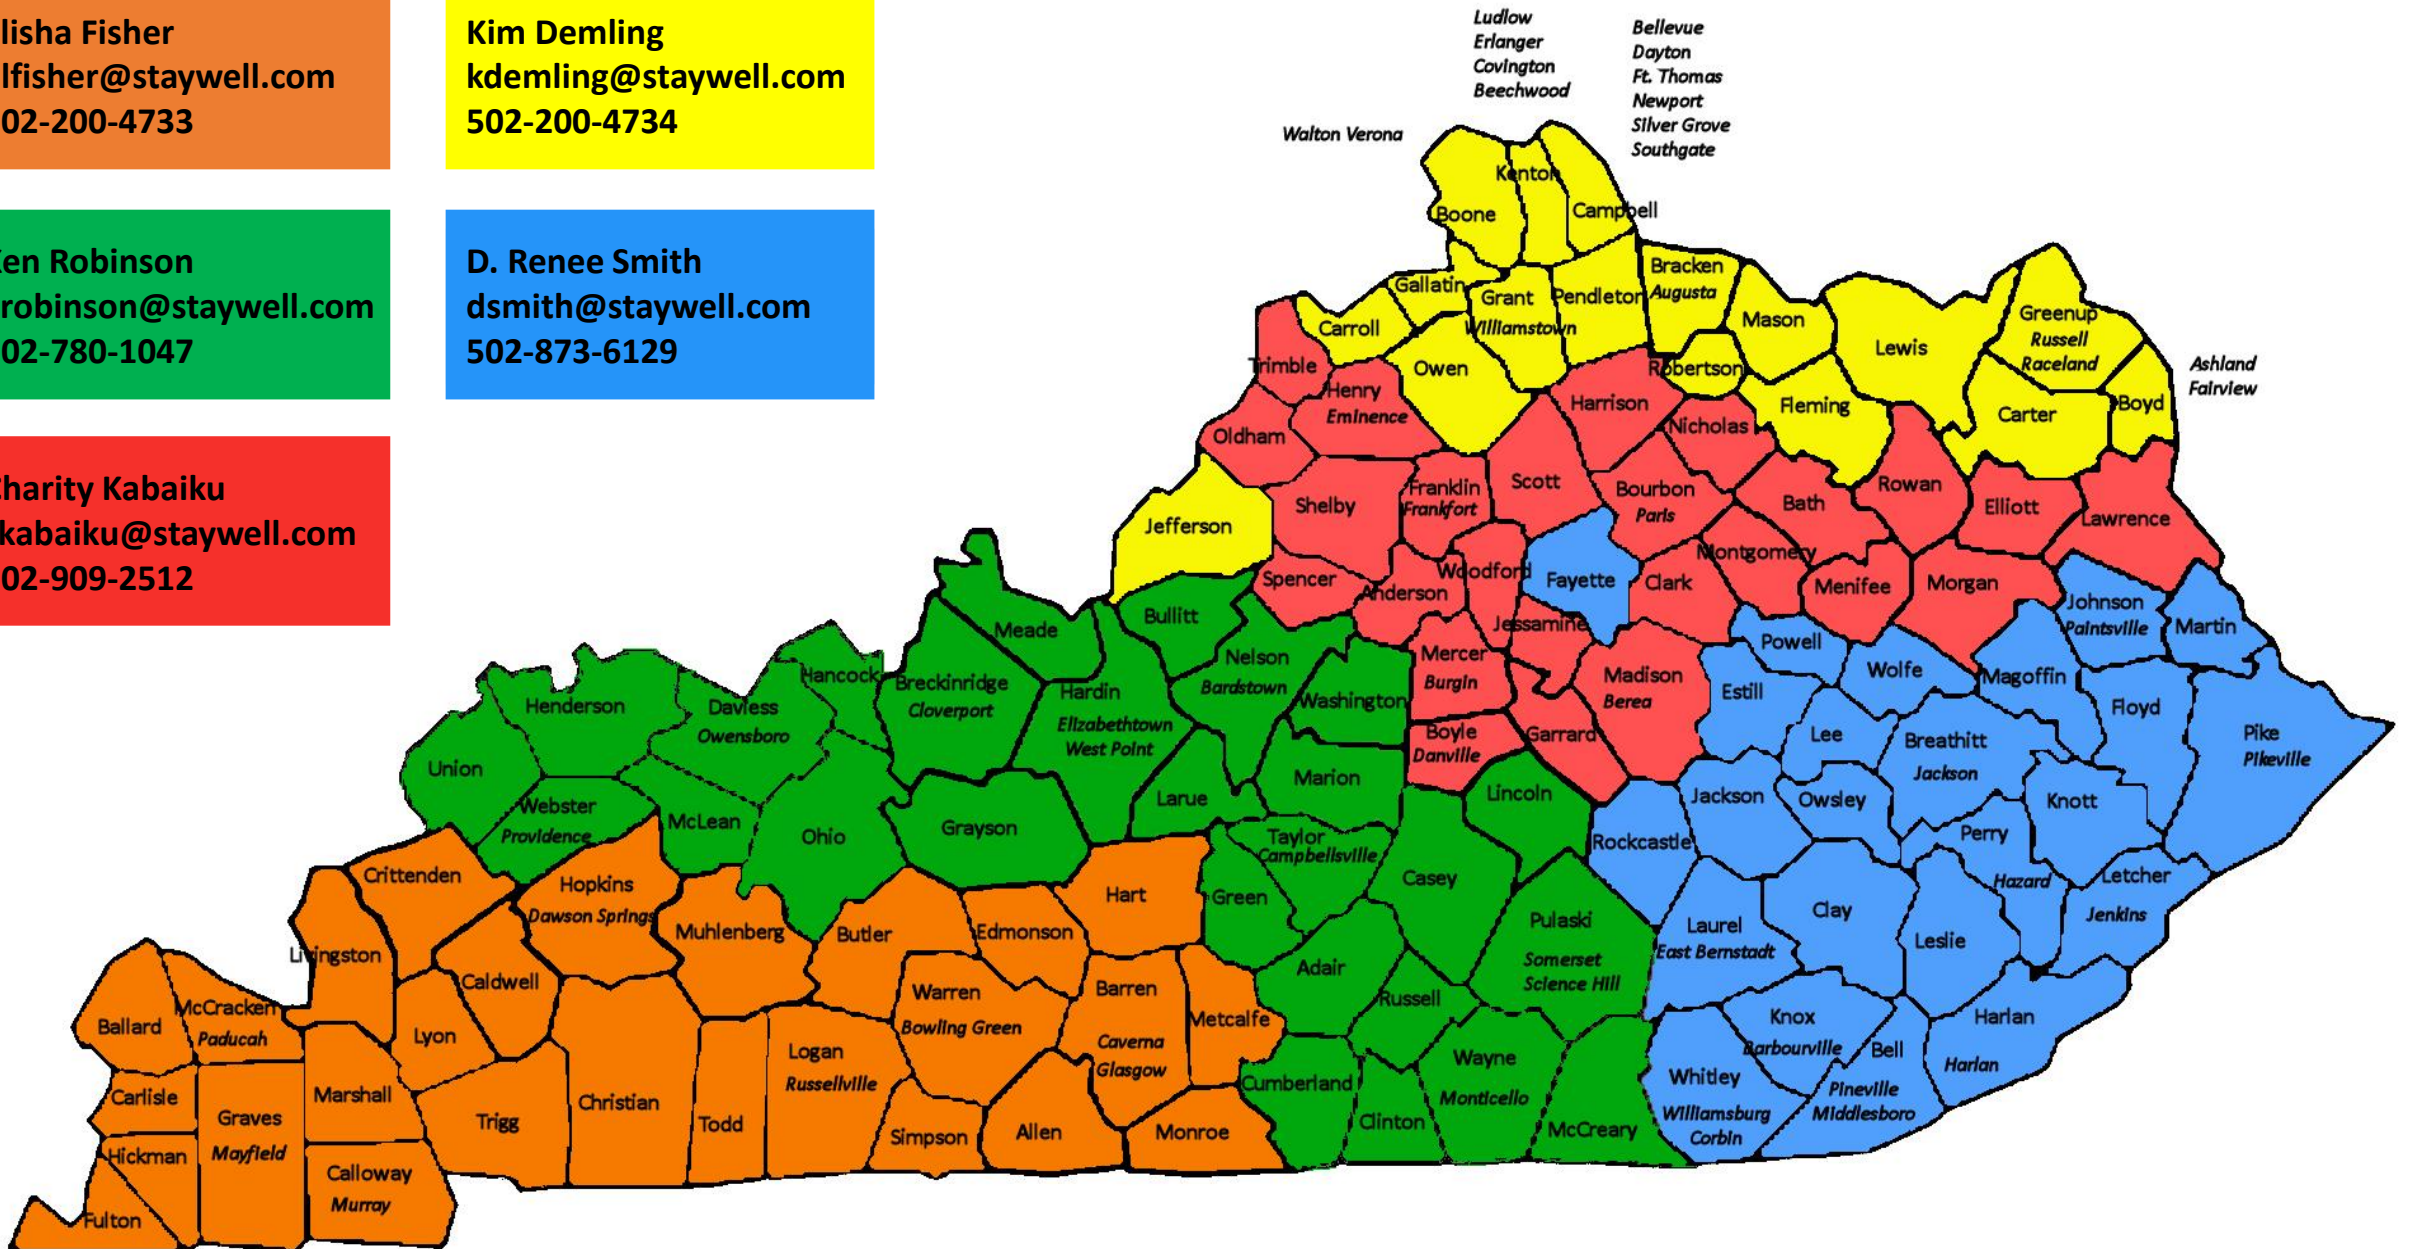 lisha Fisher
lfisher@staywell.com
02-200-4733
Kim Demling
kdemling@staywell.com
502-200-4734
en Robinson
robinson@staywell.com
02-780-1047
D. Renee Smith
dsmith@staywell.com
502-873-6129
harity Kabaiku
kabaiku@staywell.com
02-909-2512
Ludlow
Erlanger
Covington
Beechwood
Bellevue
Dayton
Ft. Thomas
Newport
Silver Grove
Southgate
Walton Verona
Kenton
Boone
Campbell
Bracken
Augusta
Gallatin
Grant
Williamstown
Pendleton
Carroll
Mason
Greenup
Russell
Raceland
Lewis
Ashland
Fairview
Trimble
Owen
Robertson
Henry
Eminence
Harrison
Fleming
Carter
Boyd
Oldham
Nicholas
Shelby
Franklin
Frankfort
Scott
Bourbon
Paris
Bath
Rowan
Elliott
Lawrence
Jefferson
Spencer
Anderson
Woodford
Fayette
Clark
Montgomery
Menifee
Morgan
Johnson
Paintsville
Martin
Meade
Bullitt
Jessamine
Powell
Nelson
Bardstown
Mercer
Burgin
Madison
Berea
Estill
Wolfe
Magoffin
Hancock
Breckinridge
Cloverport
Hardin
Elizabethtown
West Point
Washington
Henderson
Daviess
Owensboro
Boyle
Danville
Garrard
Lee
Breathitt
Jackson
Floyd
Pike
Pikeville
Union
Marion
Larue
Lincoln
Jackson
Owsley
Knott
Webster
Providence
McLean
Ohio
Grayson
Taylor
Campbellsville
Rockcastle
Perry
Hazard
Letcher
Jenkins
Crittenden
Hopkins
Dawson Springs
Hart
Green
Casey
Muhlenberg
Butler
Edmonson
Pulaski
Somerset
Science Hill
Laurel
East Bernstadt
Clay
Leslie
Livingston
Caldwell
Adair
Russell
Warren
Bowling Green
Barren
Caverna
Glasgow
Metcalfe
Ballard
McCracken
Paducah
Lyon
Knox
Barbourville
Bell
Pineville
Middlesboro
Harlan
Harlan
Logan
Russellville
Wayne
Monticello
Whitley
Williamsburg
Corbin
Carlisle
Graves
Mayfield
Marshall
Trigg
Christian
Todd
Simpson
Allen
Monroe
Cumberland
Clinton
McCreary
Hickman
Calloway
Murray
Fulton